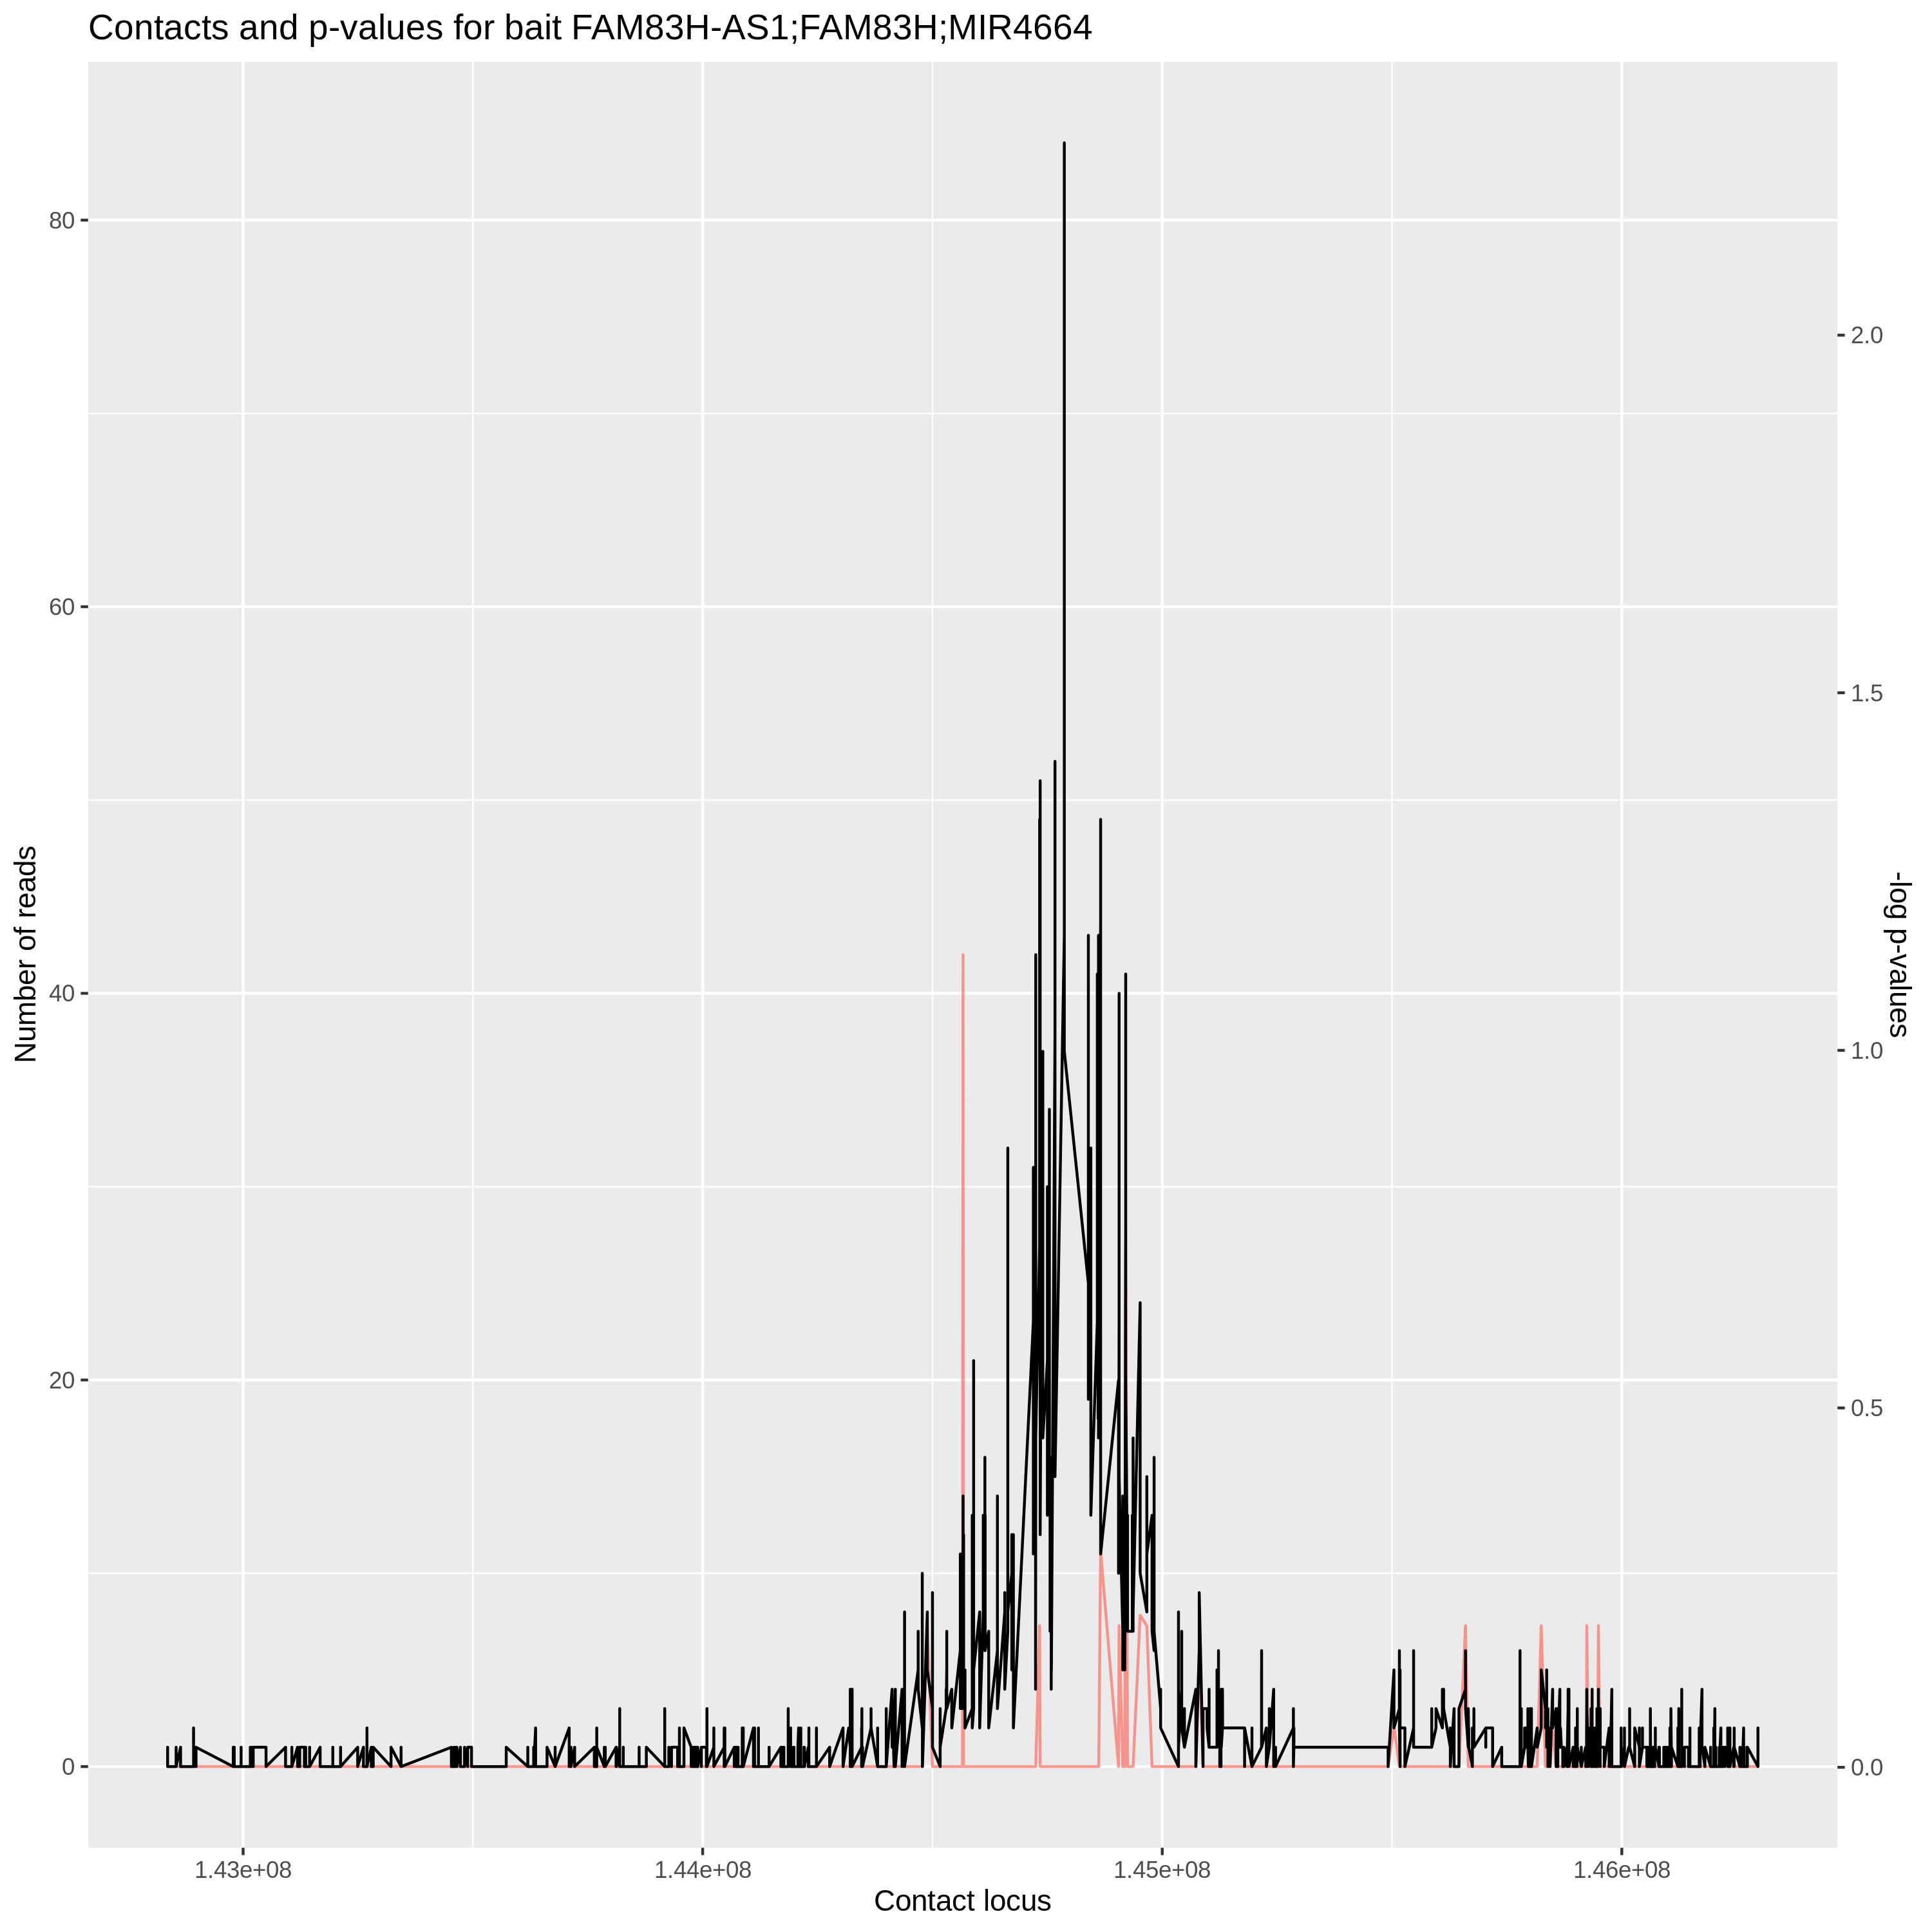 Contacts and p-values for bait FAM83H-AS1;FAM83H;MIR4664
80
60
40
20
0
Number of reads
2.0
1.5
1.0
0.5
0.0
-log p-values
1.43e+08
1.44e+08
1.45e+08
1.46e+08
Contact locus